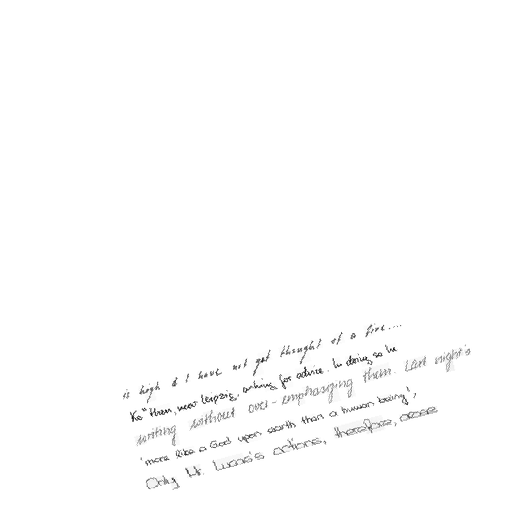 is high & I have not yet thought of a fire....
Ko" then, near Leipzig, asking for advice. In doing so he
writing without over-emphasizing them. Last night's
'more like a God upon earth than a human being',
Only Lt. Lucas's actions, therefore, were